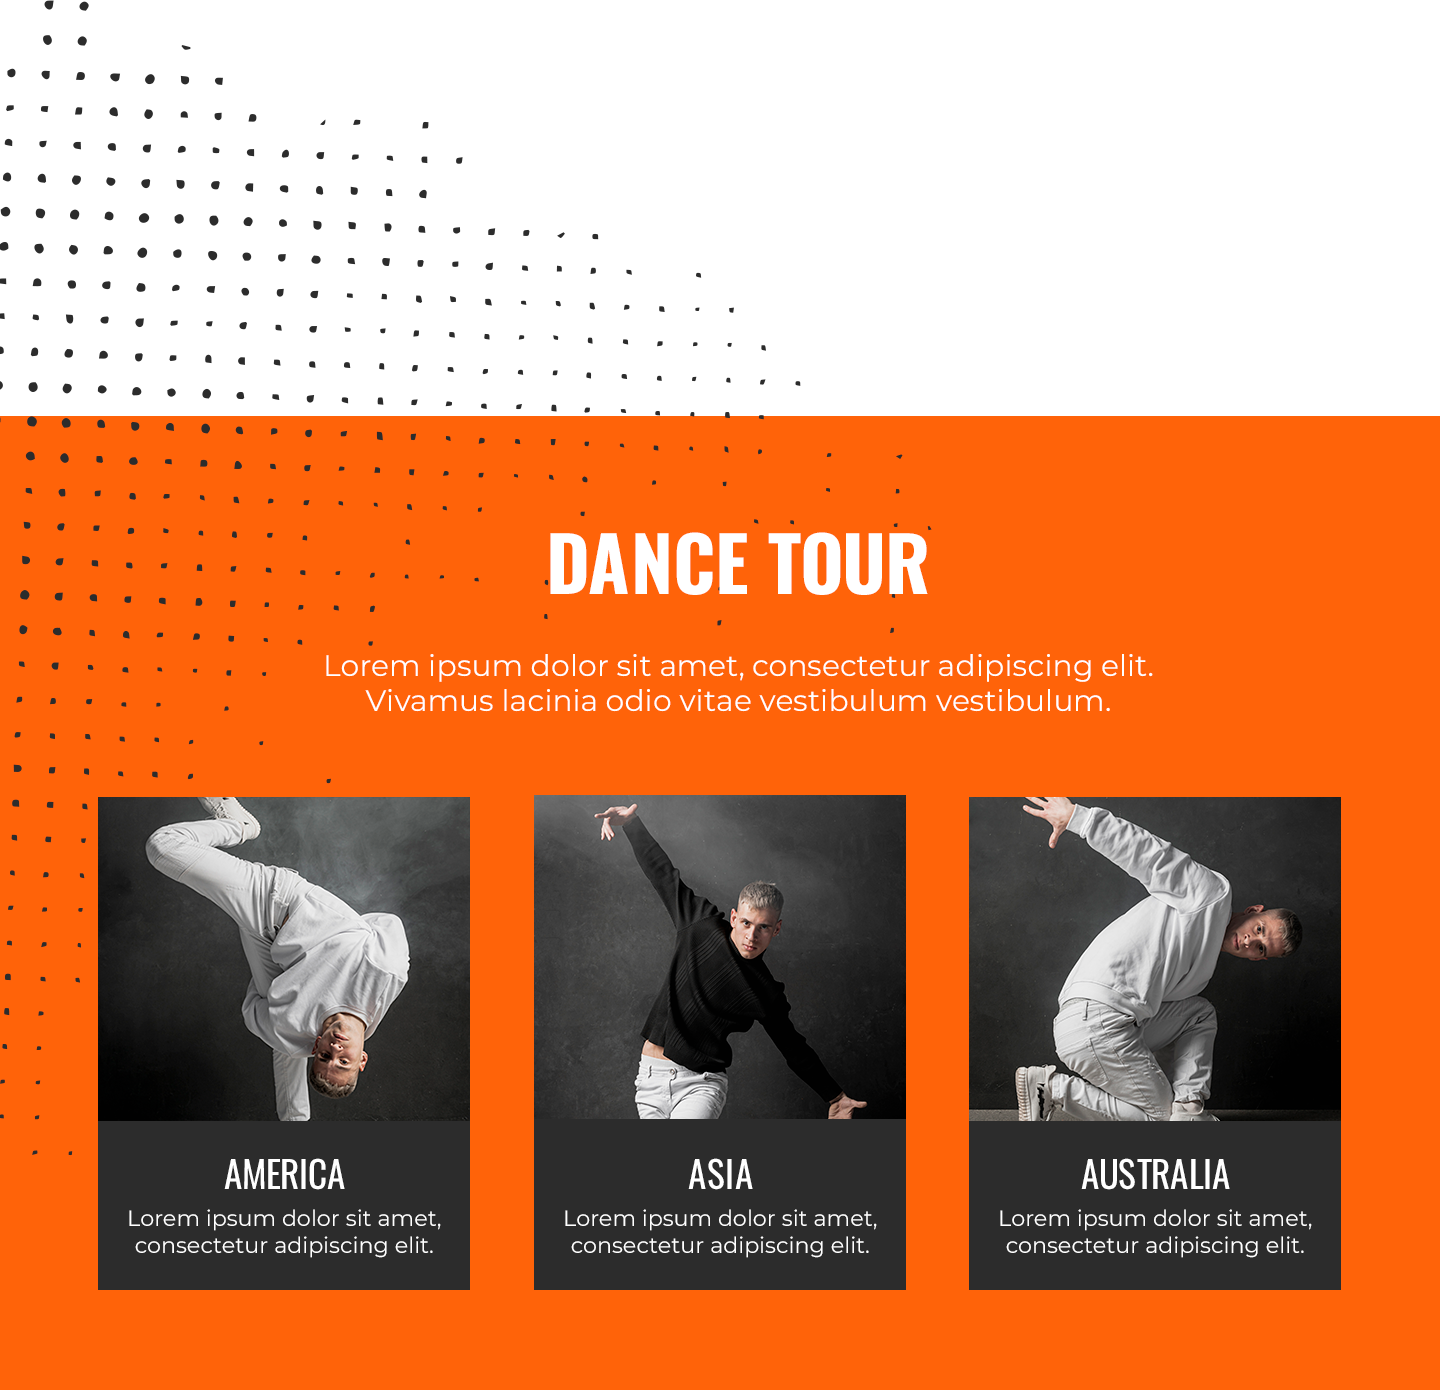 DANCE TOUR
Lorem ipsum dolor sit amet, consectetur adipiscing elit.
Vivamus lacinia odio vitae vestibulum vestibulum.
AMERICA
Lorem ipsum dolor sit amet,
consectetur adipiscing elit.
ASIA
Lorem ipsum dolor sit amet,
consectetur adipiscing elit.
AUSTRALIA
Lorem ipsum dolor sit amet,
consectetur adipiscing elit.